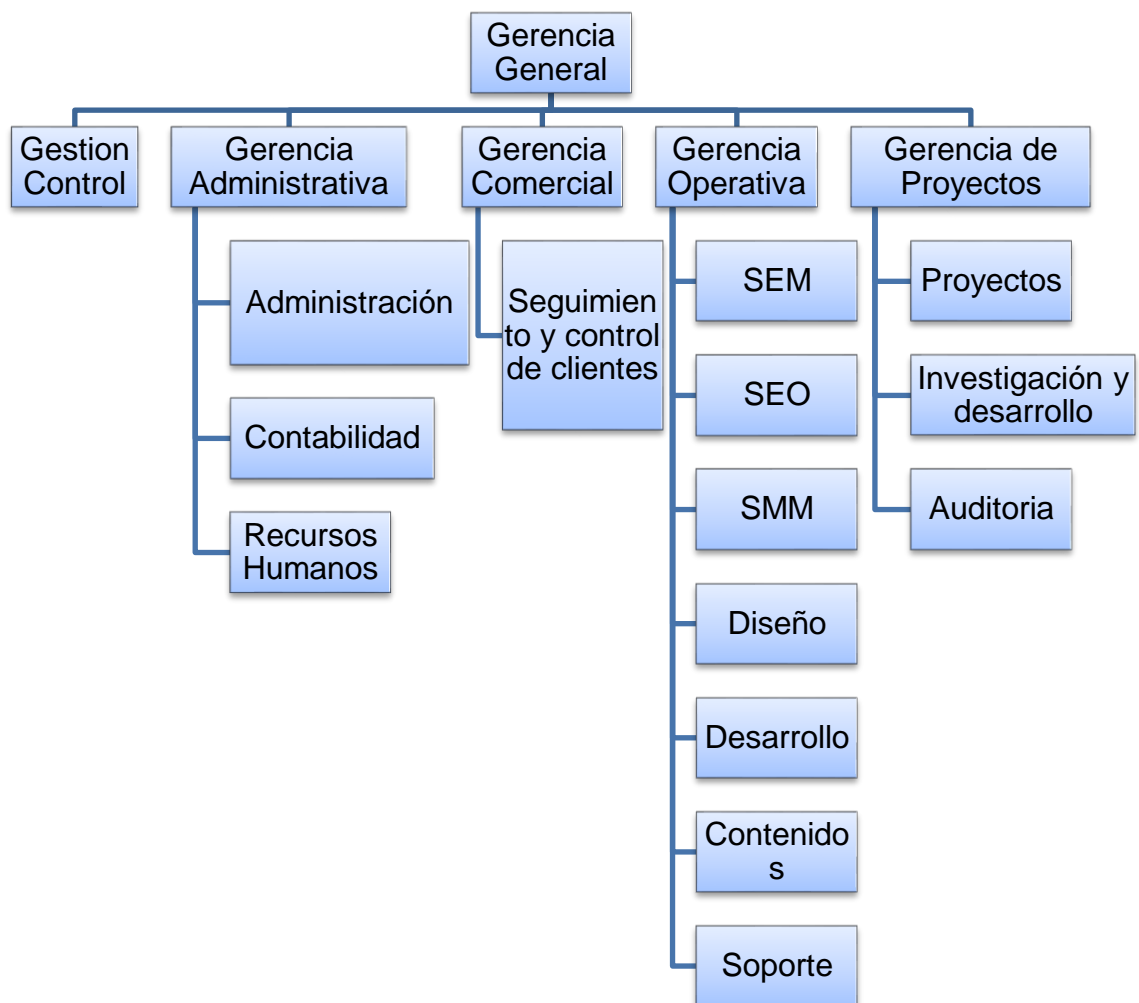 Gerencia
General
Gestion
Control
Gerencia
Administrativa
Gerencia
Comercial
Gerencia
Operativa
Gerencia de
Proyectos
Administración
Contabilidad
Recursos
Humanos
Seguimien
to y control
de clientes
SEM
SEO
SMM
Diseño
Desarrollo
Contenido
s
Soporte
Proyectos
Investigación y
desarrollo
Auditoria